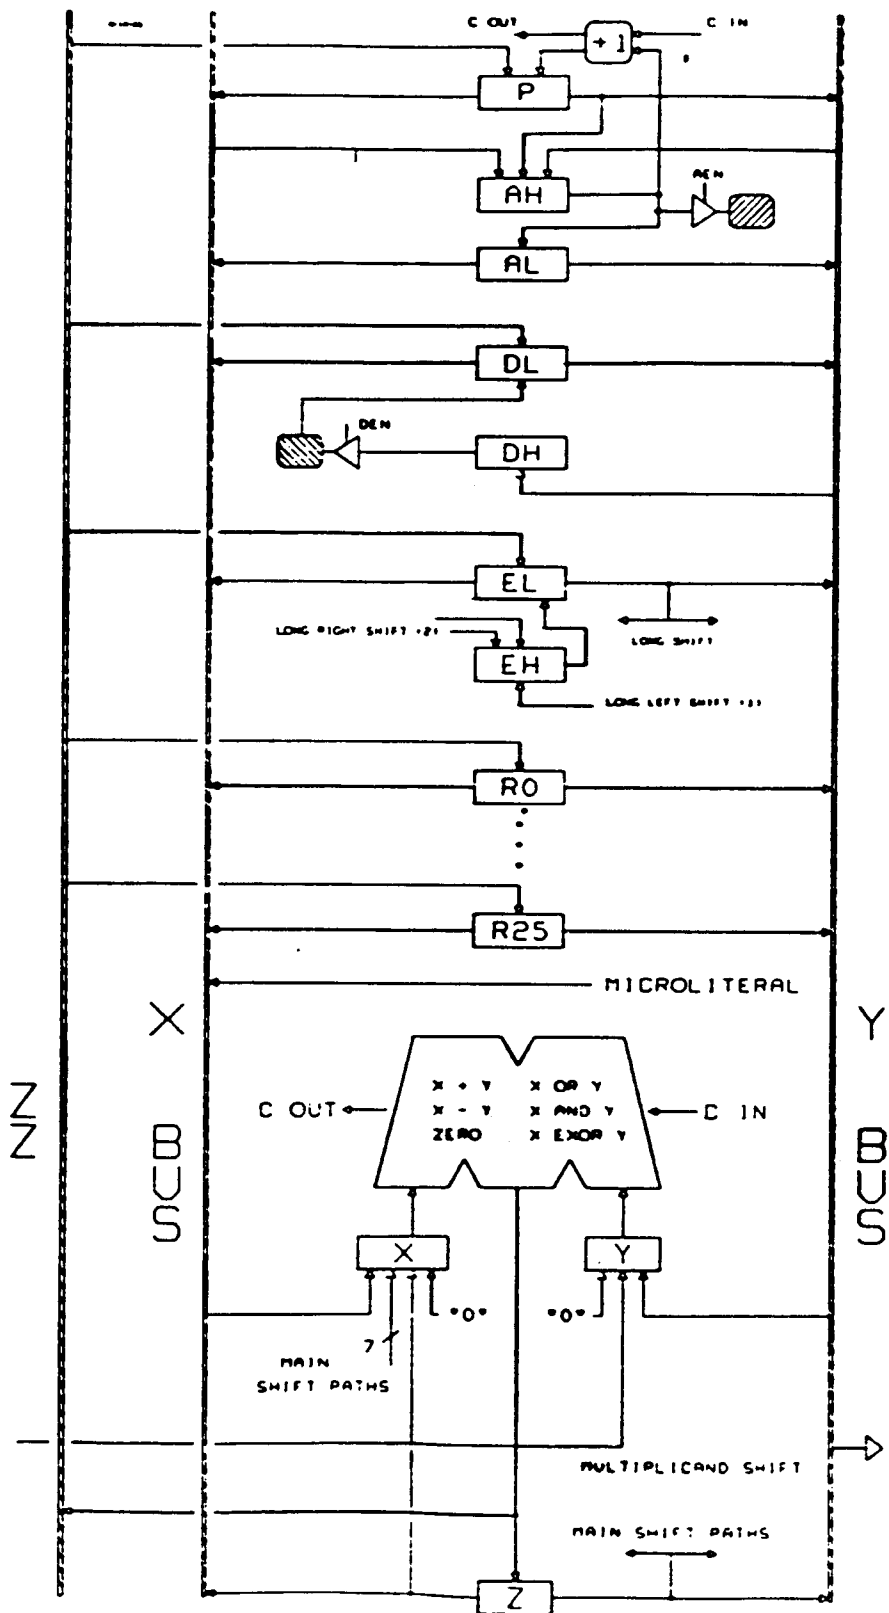 C OUT
C IN
+ 1
P
AEN
AH
AL
DL
DEN
DH
EL
LONG RIGHT SHIFT (2)
LONG SHIFT
EH
LONG LEFT SHIFT
R0
R25
MICROLITERAL
X BUS
Y BUS
ZZ
X + Y X OR Y
C OUT X - Y X AND Y C IN
ZERO X EXOR Y
X
Y
"0"
"0"
7
MAIN
SHIFT PATHS
MULTIPLICAND SHIFT
MAIN SHIFT PATHS
Z